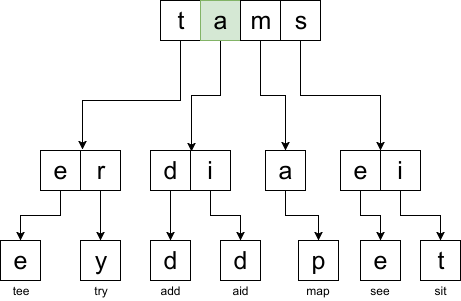 t a m s
e r d i a e i
e y d d p e t
tee try add aid map see sit